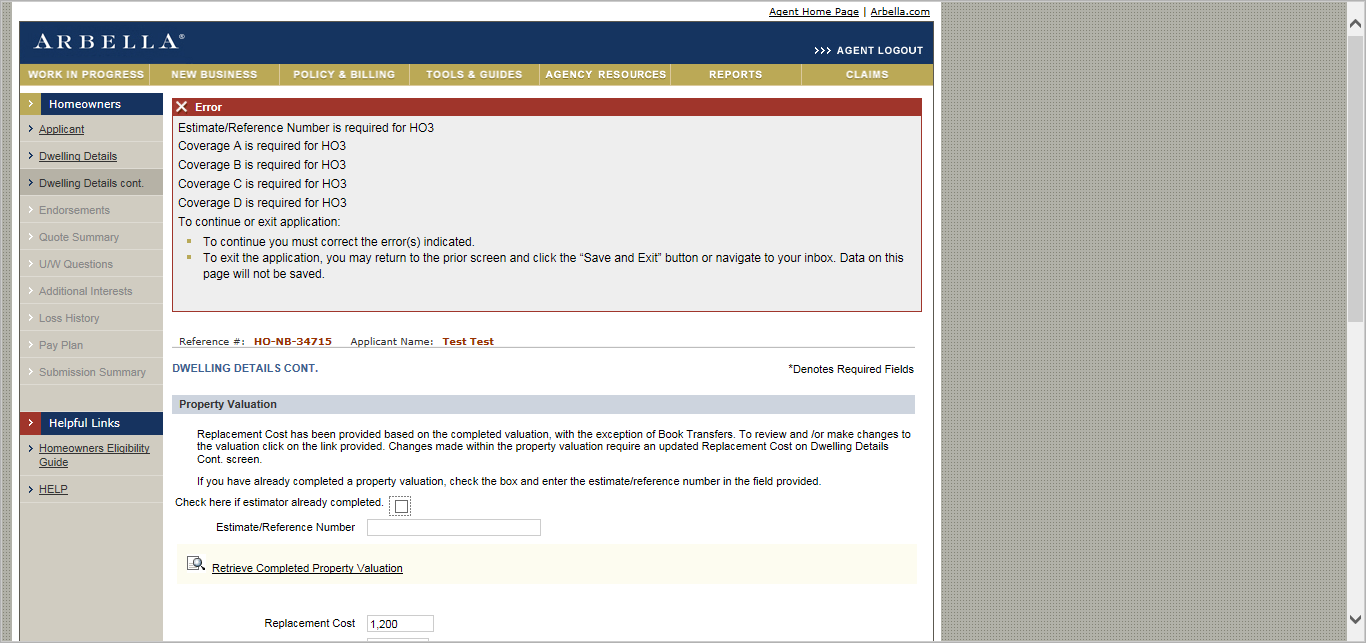 Agent Home Page | Arbella.com
ARBELLA®
>>> AGENT LOGOUT
WORK IN PROGRESS NEW BUSINESS POLICY & BILLING TOOLS & GUIDES AGENCY RESOURCES REPORTS CLAIMS
Homeowners
Applicant
Dwelling Details
Dwelling Details cont.
Endorsements
Quote Summary
U/W Questions
Additional Interests
Loss History
Pay Plan
Submission Summary
Helpful Links
Homeowners Eligibility
Guide
HELP
Error
Estimate/Reference Number is required for HO3
Coverage A is required for HO3
Coverage B is required for HO3
Coverage C is required for HO3
Coverage D is required for HO3
To continue or exit application:
To continue you must correct the error(s) indicated.
To exit the application, you may return to the prior screen and click the “Save and Exit” button or navigate to your inbox. Data on this
page will not be saved.
Reference #: HO-NB-34715 Applicant Name: Test Test
DWELLING DETAILS CONT.
*Denotes Required Fields
Property Valuation
Replacement Cost has been provided based on the completed valuation, with the exception of Book Transfers. To review and /or make changes to
the valuation click on the link provided. Changes made within the property valuation require an updated Replacement Cost on Dwelling Details
Cont. screen.
If you have already completed a property valuation, check the box and enter the estimate/reference number in the field provided.
Check here if estimator already completed.
Estimate/Reference Number
Retrieve Completed Property Valuation
Replacement Cost 1,200